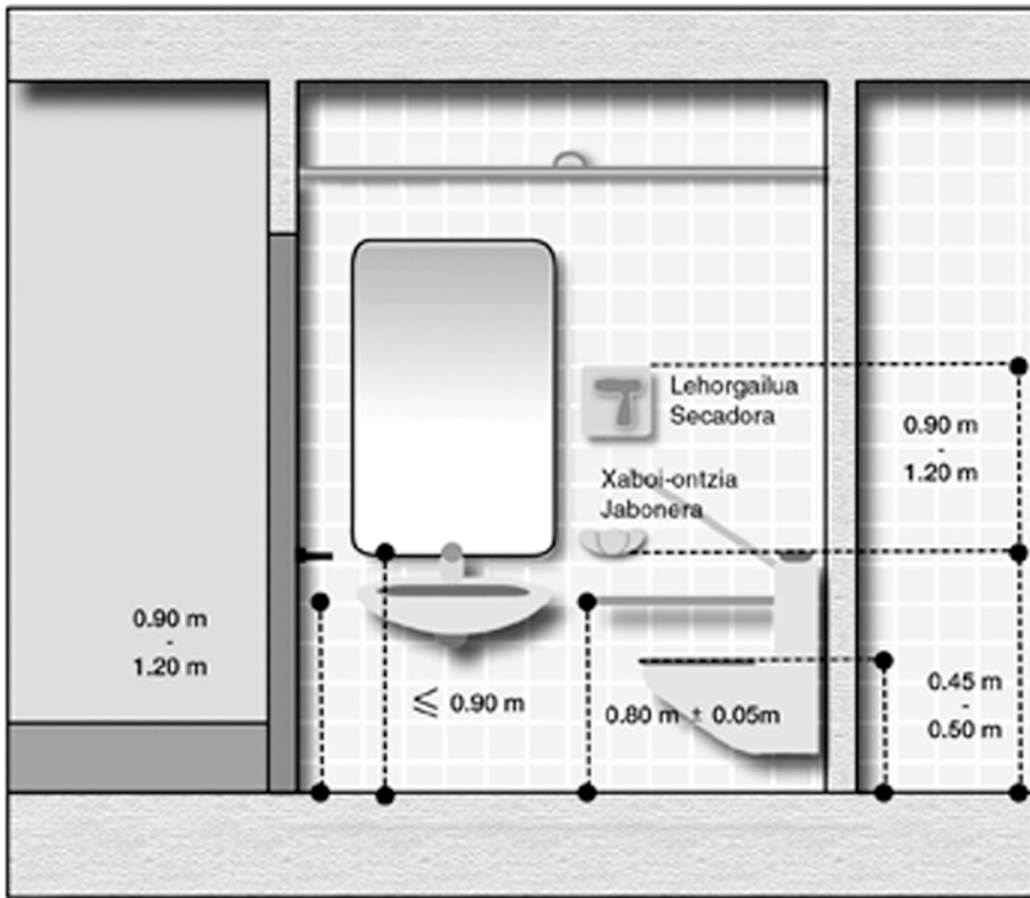 Lehorgailua
Secadora
0.90 m
-
1.20 m
Xaboi-ontzia
Jabonera
0.90 m
-
1.20 m
≤ 0.90 m
0.80 m ± 0.05m
0.45 m
-
0.50 m